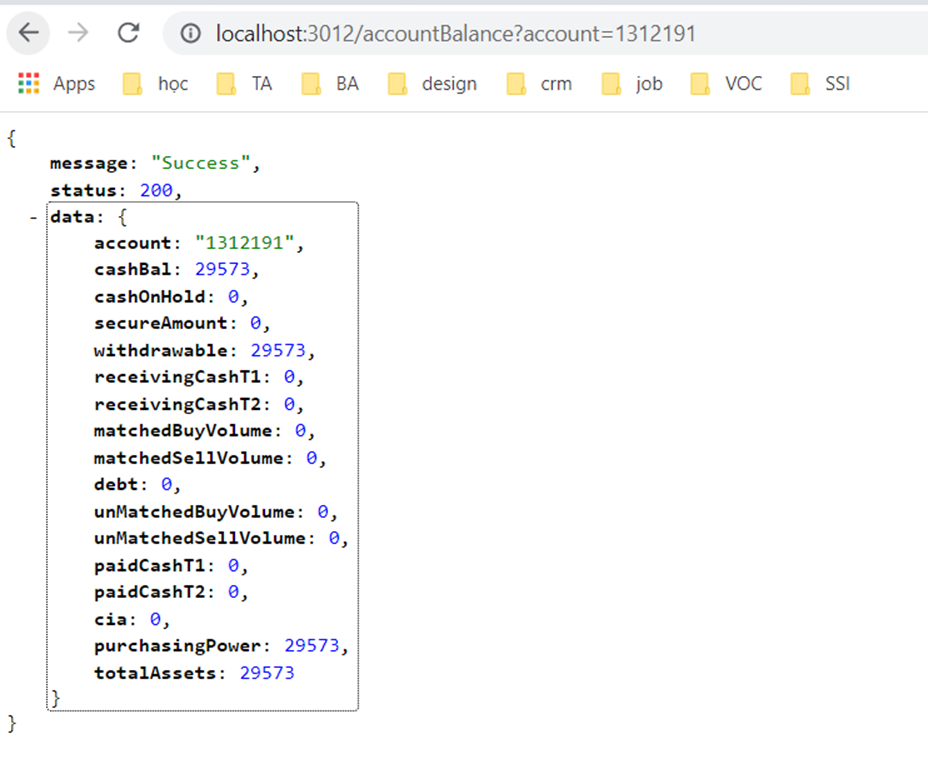 localhost:3012/accountBalance?account=1312191
Apps học TA BA design crm job VOC SSI
{
message: "Success",
status: 200,
- data: {
account: "1312191",
cashBal: 29573,
cashOnHold: 0,
secureAmount: 0,
withdrawable: 29573,
receivingCashT1: 0,
receivingCashT2: 0,
matchedBuyVolume: 0,
matchedSellVolume: 0,
debt: 0,
unMatchedBuyVolume: 0,
unMatchedSellVolume: 0,
paidCashT1: 0,
paidCashT2: 0,
cia: 0,
purchasingPower: 29573,
totalAssets: 29573
}
}